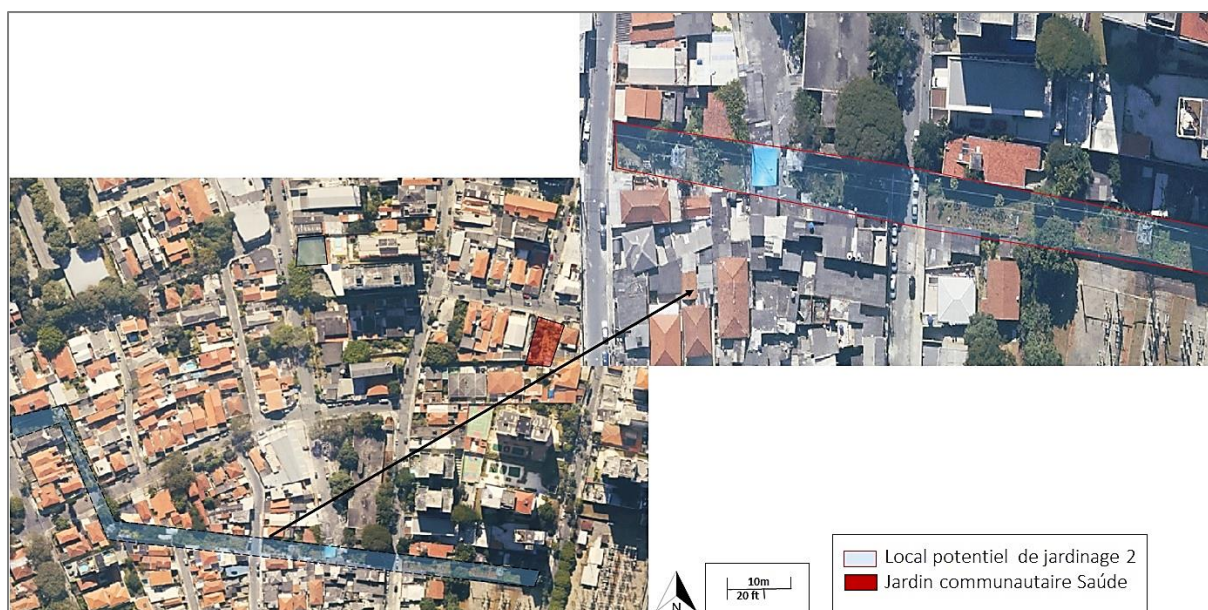 Local potentiel de jardinage 2
Jardin communautaire Saúde
10m
20 ft
N